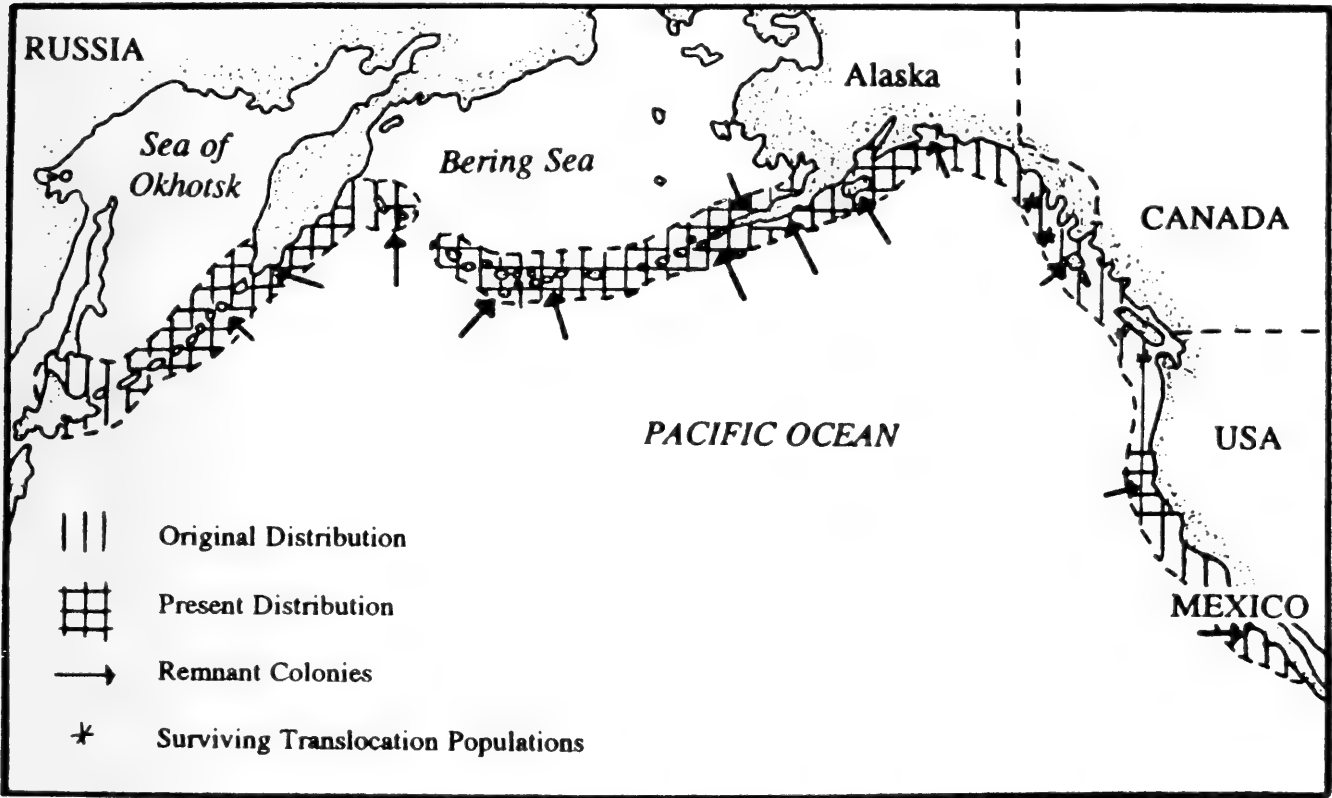 RUSSIA
Alaska
Sea of
Okhotsk
Bering Sea
CANADA
PACIFIC OCEAN
USA
Original Distribution
Present Distribution
MEXICO
Remnant Colonies
Surviving Translocation Populations